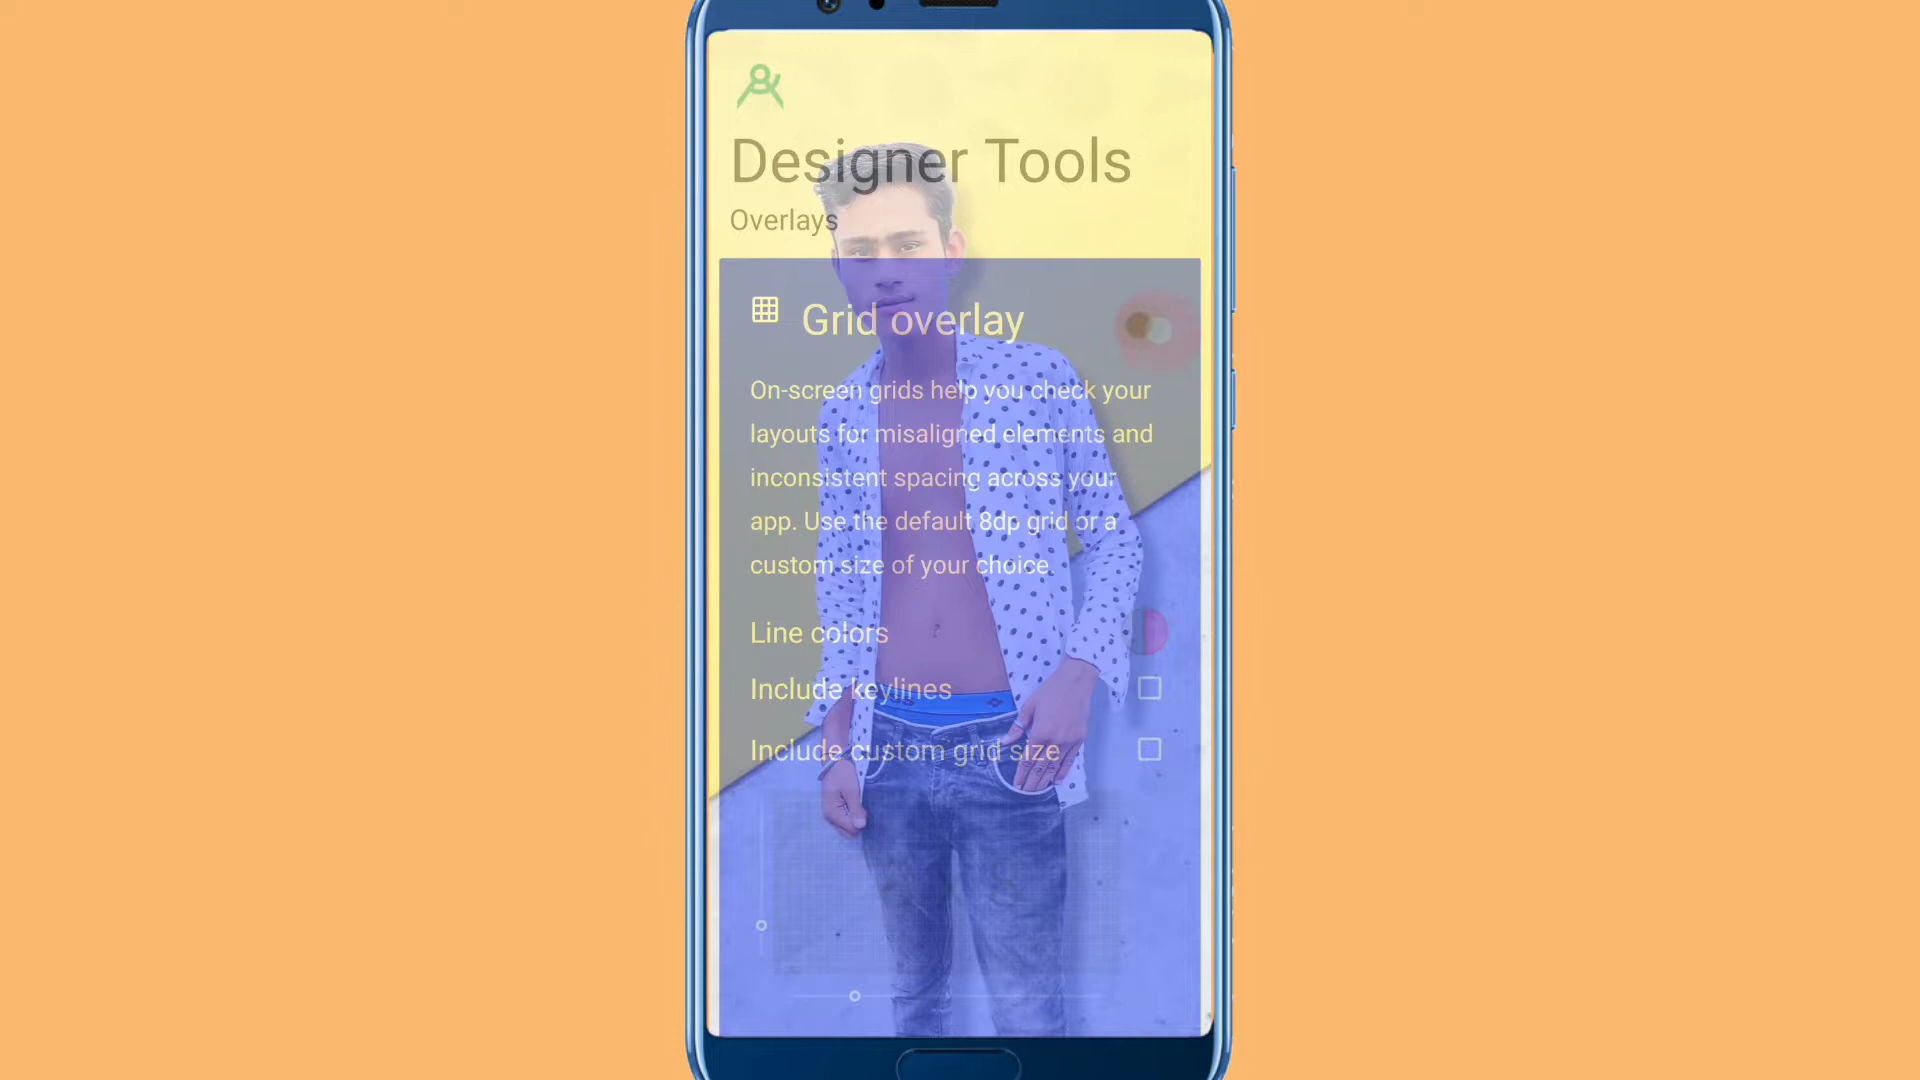 Designer Tools
Overlays
Grid overlay
On-screen grids help you check your
layouts for misaligned elements and
inconsistent spacing across your
app. Use the default 8dp grid or a
custom size of your choice.
Line colors
Include keylines
Include custom grid size